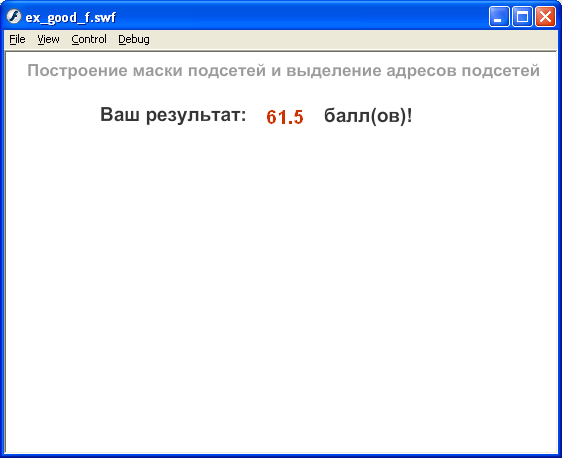 ex_good_f.swf
File View Control Debug
Построение маски подсетей и выделение адресов подсетей
Ваш результат: 61.5 балл(ов)!